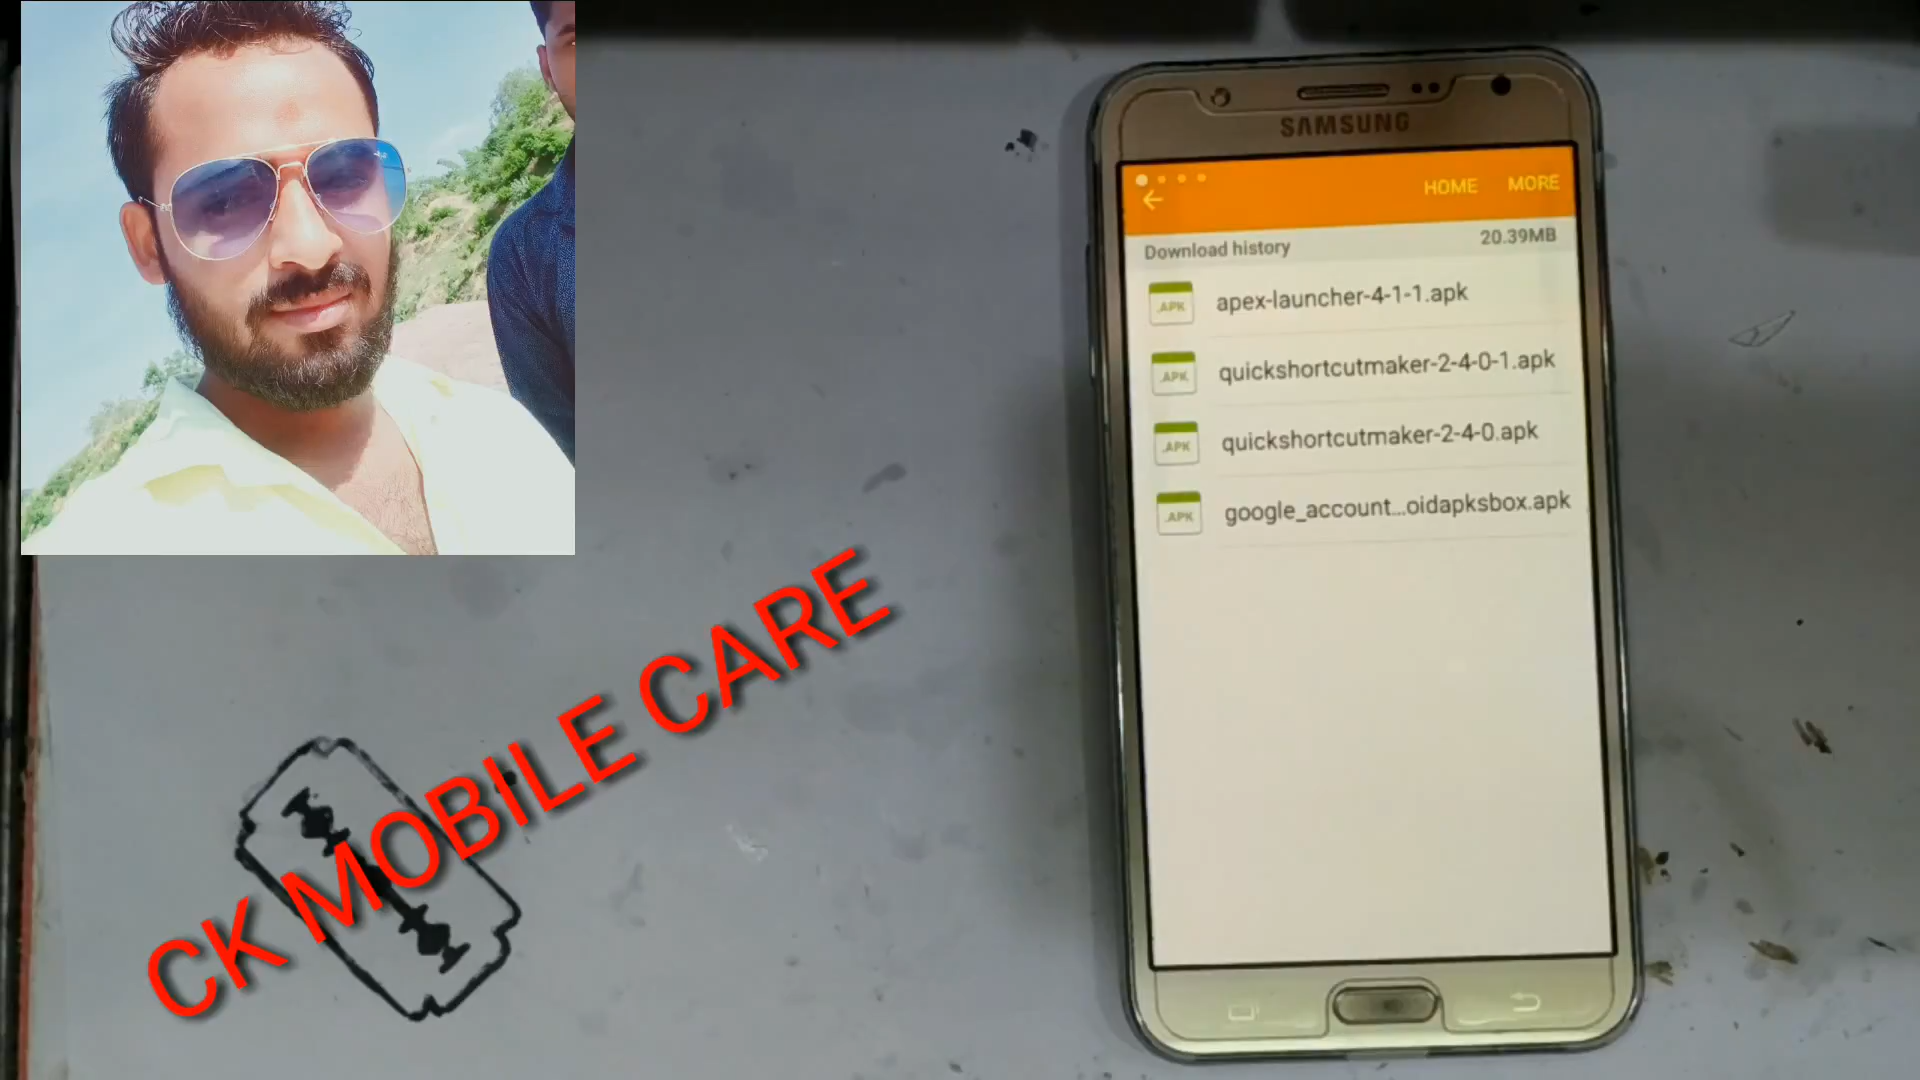 SAMSUNG
HOME MORE
Download history 20.39MB
.APK apex-launcher-4-1-1.apk
.APK quickshortcutmaker-2-4-0-1.apk
.APK quickshortcutmaker-2-4-0.apk
.APK google_account...oidapksbox.apk
CK MOBILE CARE